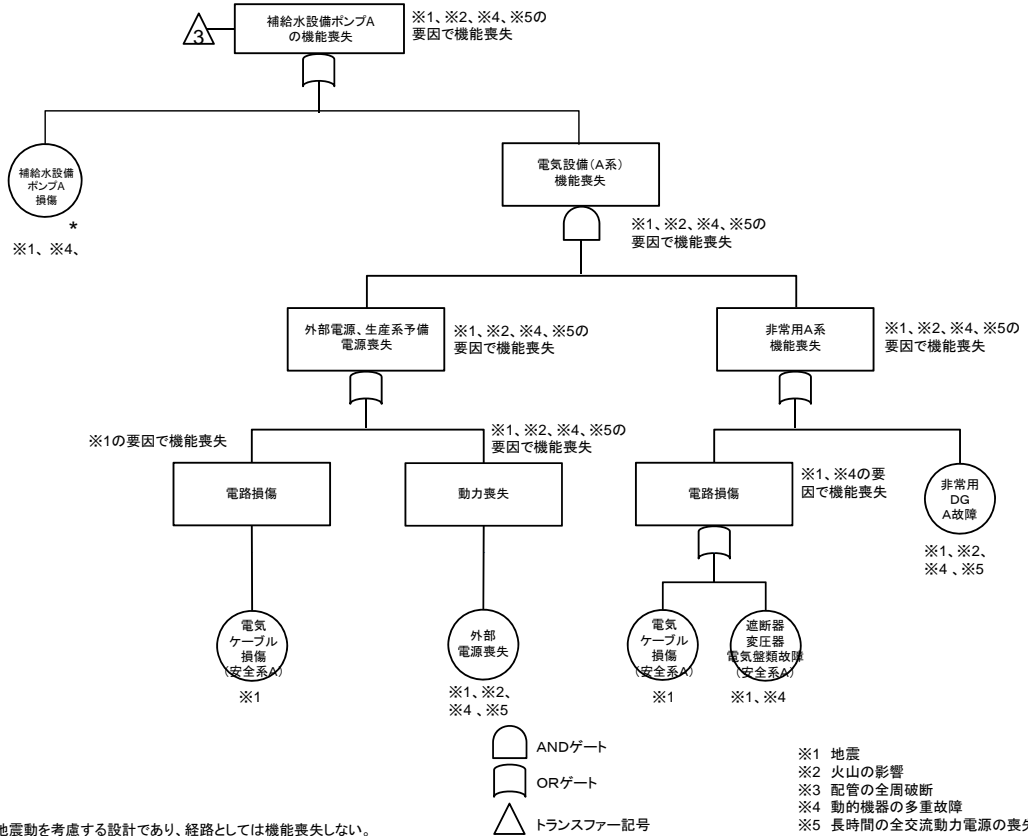 3
補給水設備ポンプA
の機能喪失
※1、※2、※4、※5の
要因で機能喪失
補給水設備
ポンプA
損傷
*
※1、※4、
電気設備(A系)
機能喪失
※1、※2、※4、※5の
要因で機能喪失
外部電源、生産系予備
電源喪失
※1、※2、※4、※5の
要因で機能喪失
非常用A系
機能喪失
※1、※2、※4、※5の
要因で機能喪失
※1の要因で機能喪失
電路損傷
※1、※2、※4、※5の
要因で機能喪失
動力喪失
電路損傷
※1、※4の要
因で機能喪失
非常用
DG
A故障
※1、※2、
※4 、※5
電気
ケーブル
損傷
(安全系A)
※1
外部
電源喪失
※1、※2、
※4 、※5
電気
ケーブル
損傷
(安全系A)
※1
遮断器
変圧器
電気盤類故障
(安全系A)
※1、※4
ANDゲート
ORゲート
トランスファー記号
※1 地震
※2 火山の影響
※3 配管の全周破断
※4 動的機器の多重故障
※5 長時間の全交流動力電源の喪
地震動を考慮する設計であり、経路としては機能喪失しない。